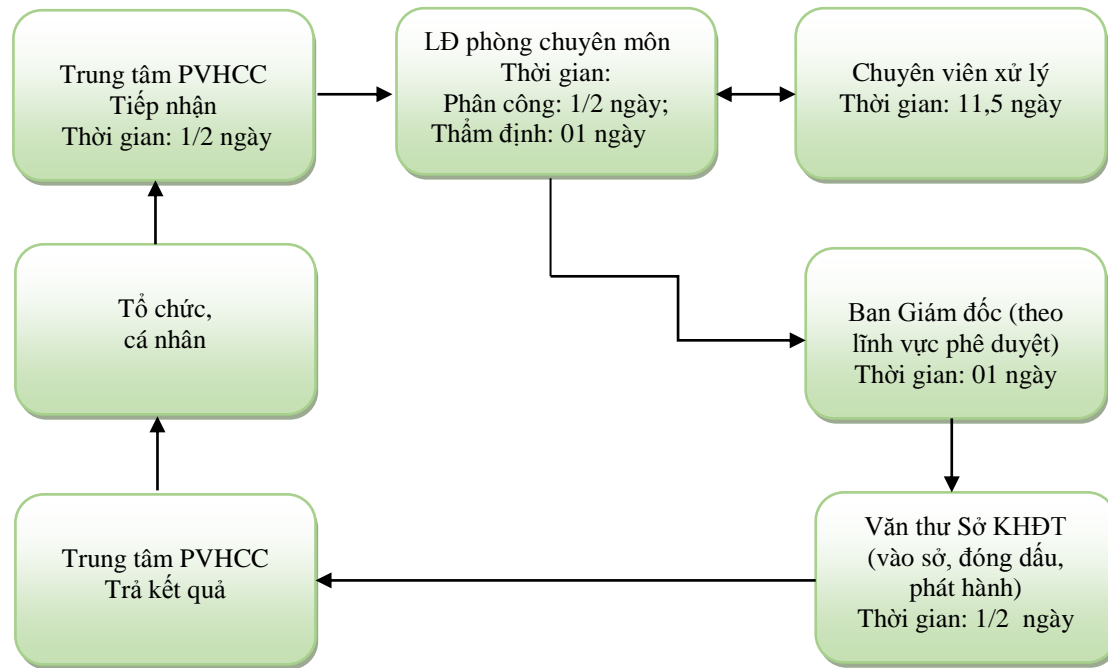 Trung tâm PVHCC
Tiếp nhận
Thời gian: 1/2 ngày
LĐ phòng chuyên môn
Thời gian:
Phân công: 1/2 ngày;
Thẩm định: 01 ngày
Chuyên viên xử lý
Thời gian: 11,5 ngày
Tổ chức,
cá nhân
Ban Giám đốc (theo
lĩnh vực phê duyệt)
Thời gian: 01 ngày
Trung tâm PVHCC
Trả kết quả
Văn thư Sở KHĐT
(vào sở, đóng dấu,
phát hành)
Thời gian: 1/2 ngày